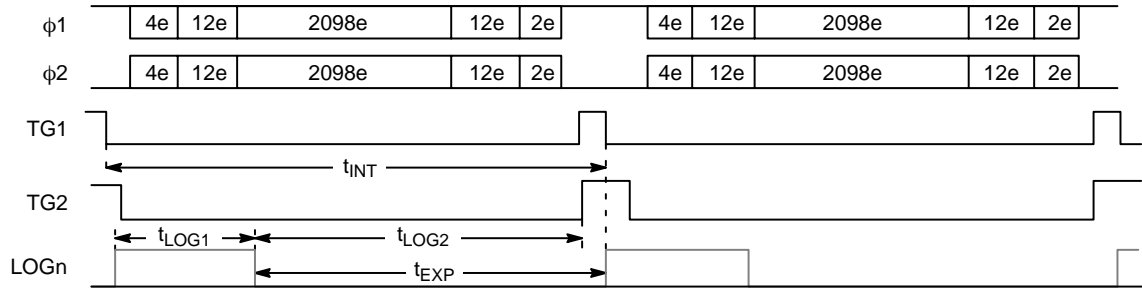 ϕ1 4e 12e 2098e 12e 2e 4e 12e 2098e 12e 2e
ϕ2 4e 12e 2098e 12e 2e 4e 12e 2098e 12e 2e
TG1
tINT
TG2
tLOG1 tLOG2
LOGn
tEXP